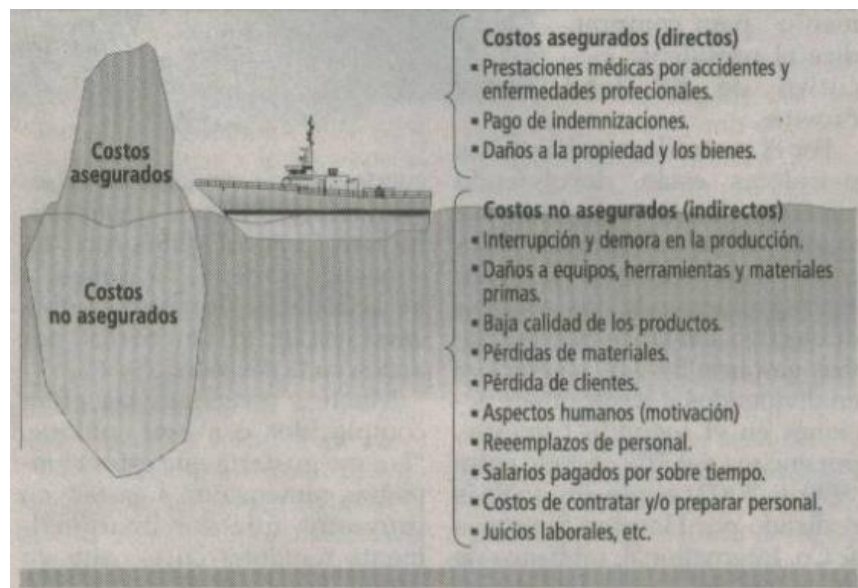 Costos
asegurados
Costos
no asegurados
Costos asegurados (directos)
▪ Prestaciones médicas por accidentes y
enfermedades profecionales.
▪ Pago de indemnizaciones.
▪ Daños a la propiedad y los bienes.
Costos no asegurados (indirectos)
▪ Interrupción y demora en la producción.
▪ Daños a equipos, herramientas y materiales
primas.
▪ Baja calidad de los productos.
▪ Pérdidas de materiales.
▪ Pérdida de clientes.
▪ Aspectos humanos (motivación)
▪ Reeemplazos de personal.
▪ Salarios pagados por sobre tiempo.
▪ Costos de contratar y/o preparar personal.
▪ Juicios laborales, etc.